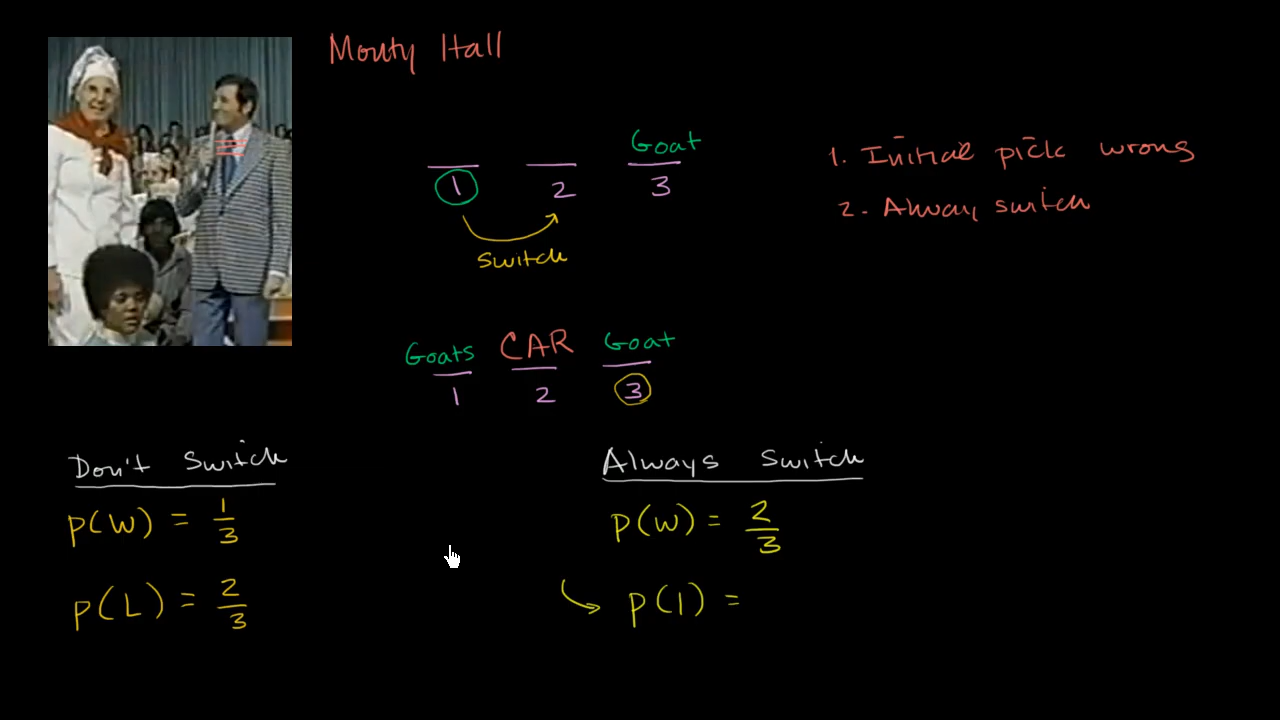 Monty Hall
Goat
1 2 3
switch
1. Initial pick wrong
2. Alway switch
Goats CAR Goat
1 2 3
Don't Switch
P(W) = 1/3
P(L) = 2/3
Always Switch
P(W) = 2/3
P(1) =